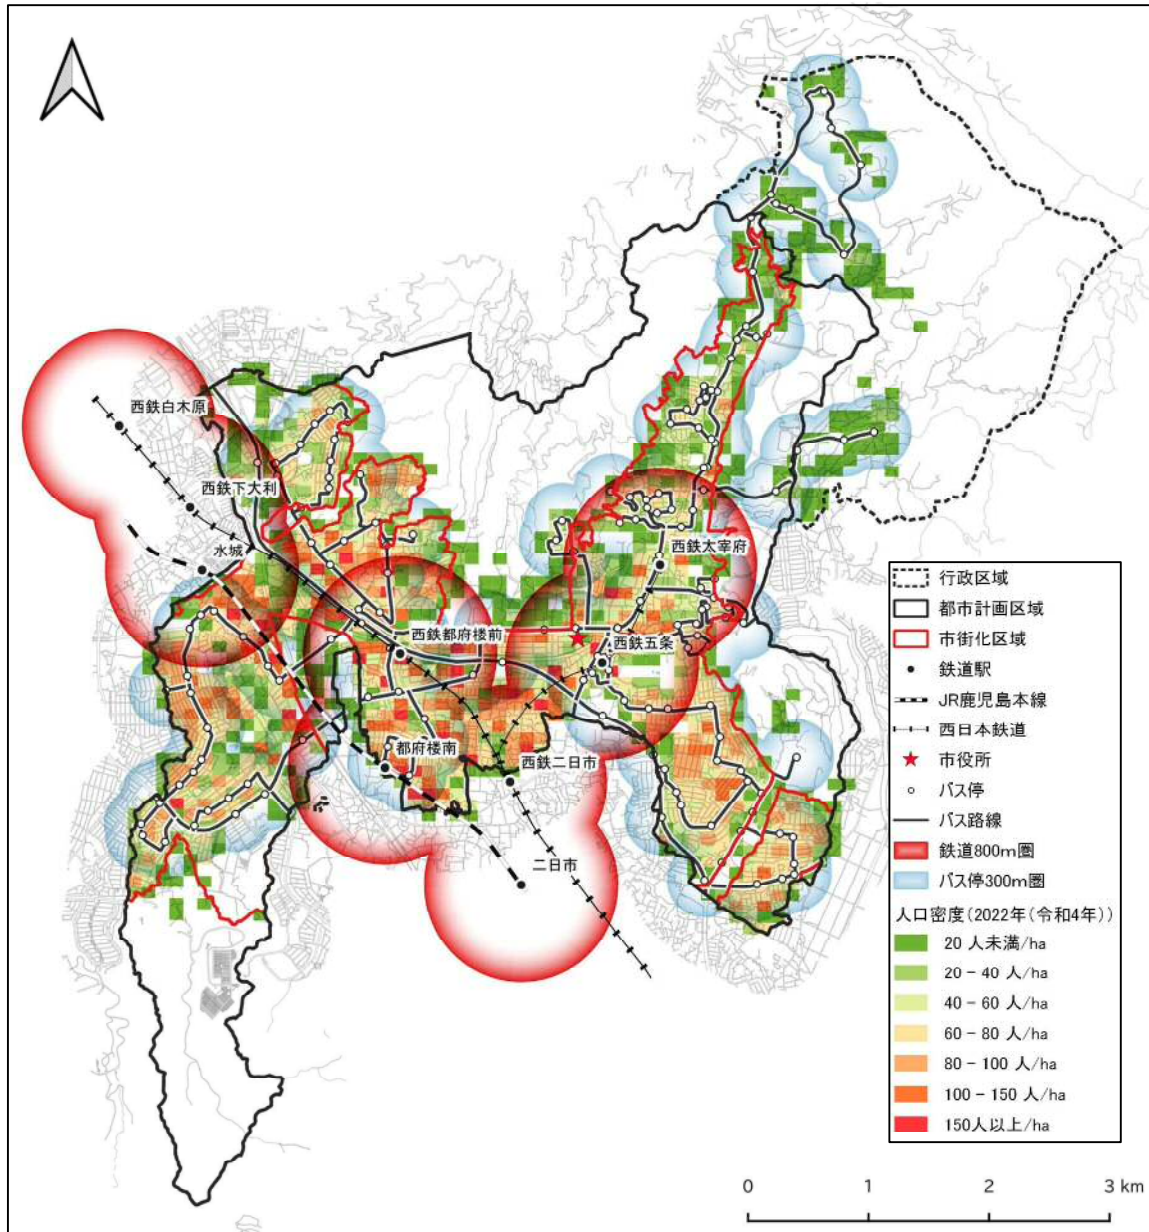 西鉄白木原
西鉄下大利
水城
西鉄太宰府
西鉄都府楼前
西鉄五条
都府楼南
西鉄二日市
二日市
行政区域
都市計画区域
市街化区域
鉄道駅
JR鹿児島本線
西日本鉄道
市役所
バス停
バス路線
鉄道800m圏
バス停300m圏
人口密度(2022年(令和4年))
20 人未満/ha
20 - 40 人/ha
40 - 60 人/ha
60 - 80 人/ha
80 - 100 人/ha
100 - 150 人/ha
150人以上/ha
0 1 2 3 km